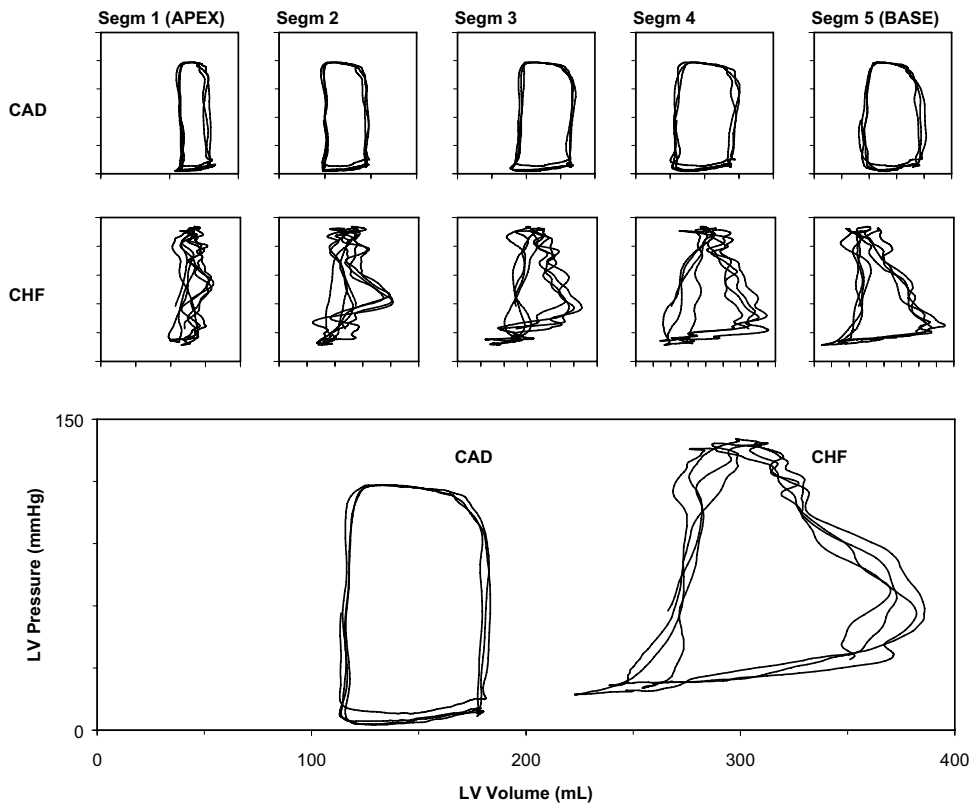 Segm 1 (APEX) Segm 2 Segm 3 Segm 4 Segm 5 (BASE)
CAD
CHF
150
CAD CHF
LV Pressure (mmHg)
0
0 100 200 300 400
LV Volume (mL)